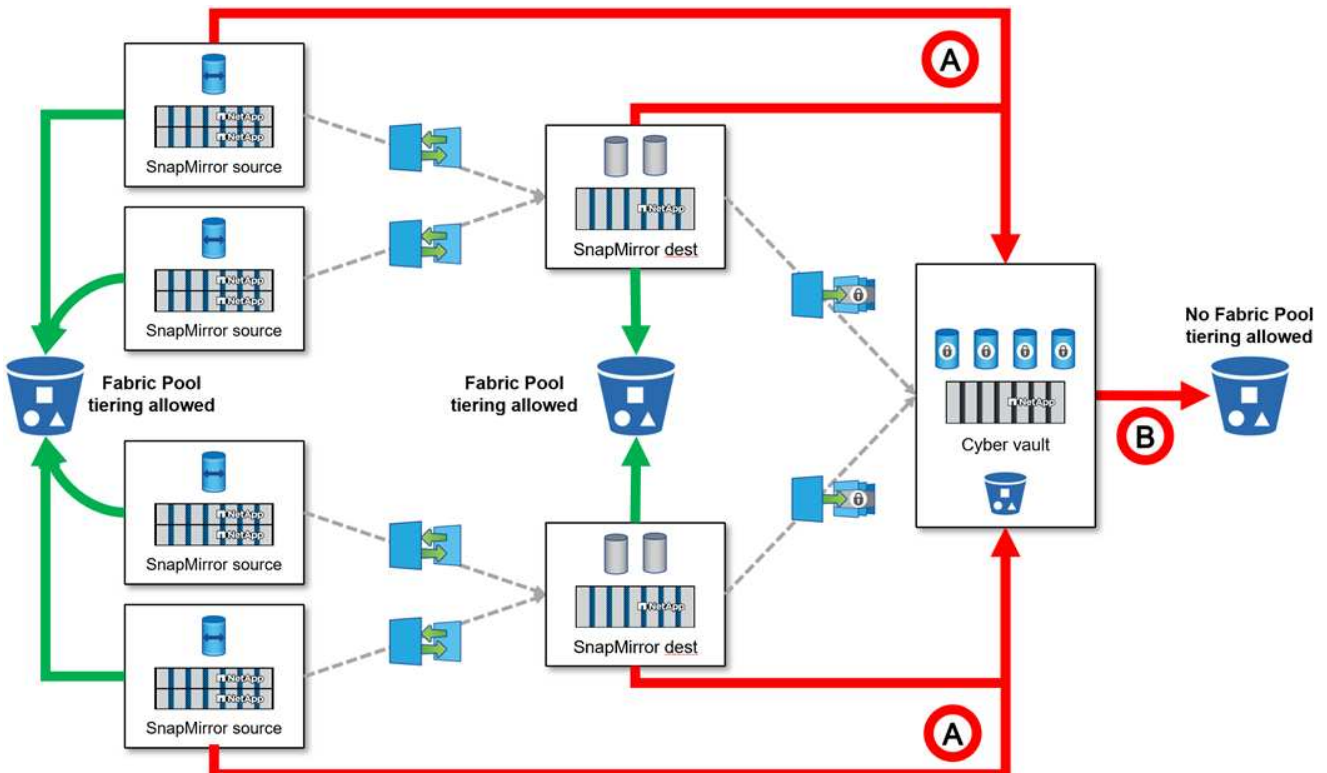 A
NetApp
NetApp
SnapMirror source
NetApp
SnapMirror dest
NetApp
NetApp
SnapMirror source
No Fabric Pool
tiering allowed
Fabric Pool
tiering allowed
Fabric Pool
tiering allowed
NetApp
Cyber vault
B
NetApp
NetApp
SnapMirror source
NetApp
SnapMirror dest
NetApp
NetApp
SnapMirror source
A